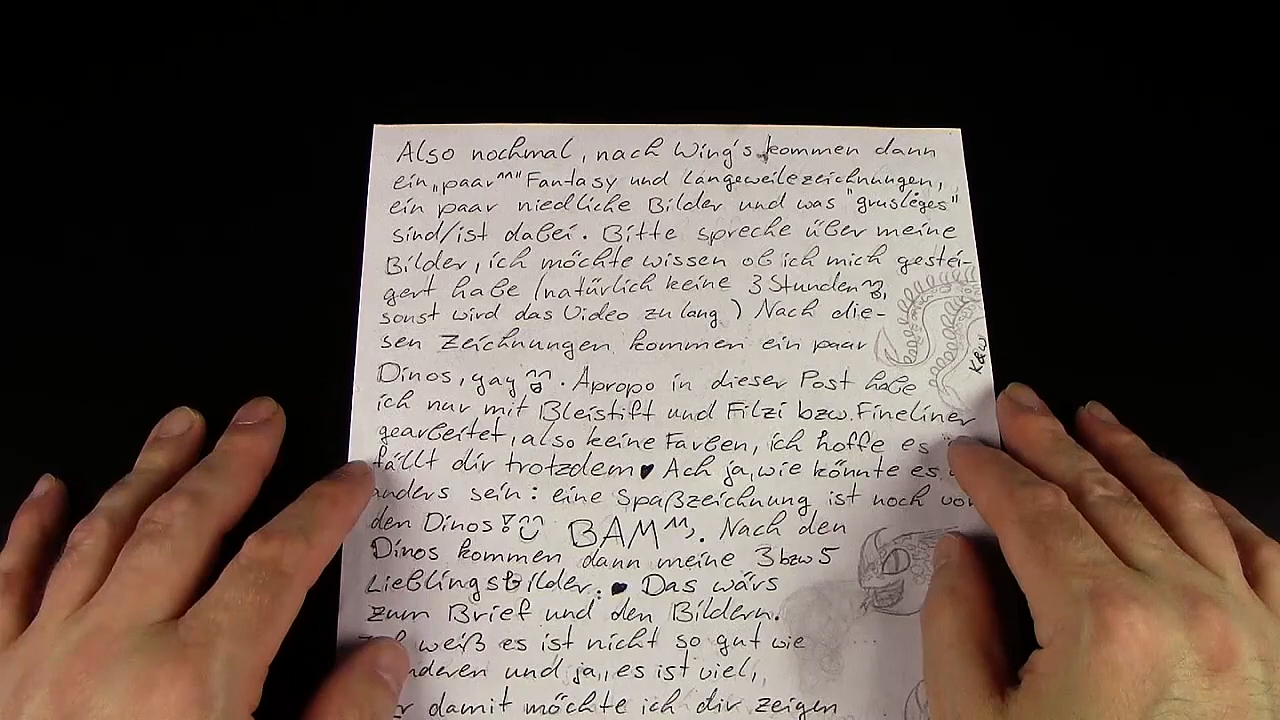 Also nochmal, nach Wing's kommen dann
ein "paar^^" Fantasy und Langeweilezeichnungen,
ein paar niedliche Bilder und was "grusleges"
sind/ist dabei. Bitte spreche über meine
Bilder, ich möchte wissen ob ich mich gestei-
gert habe (natürlich keine 3 Stunden^^,
sonst wird das Video zu lang) Nach die-
sen Zeichnungen kommen ein paar
Dinos, yay ^^. Apropo in dieser Post habe
ich nur mit Bleistift und Filzi bzw. Fineliner
gearbeitet, also keine Farben, ich hoffe es
fällt dir trotzdem ♥ Ach ja, wie könnte es
anders sein: eine Spaßzeichnung ist noch vor
den Dinos! BAM^^. Nach den
Dinos kommen dann meine 3 bzw 5
Lieblingsbilder. ♥ Das wärs
zum Brief und den Bildern.
weiß es ist nicht so gut wie
und ja, es ist viel,
damit möchte ich dir zeigen
K&W